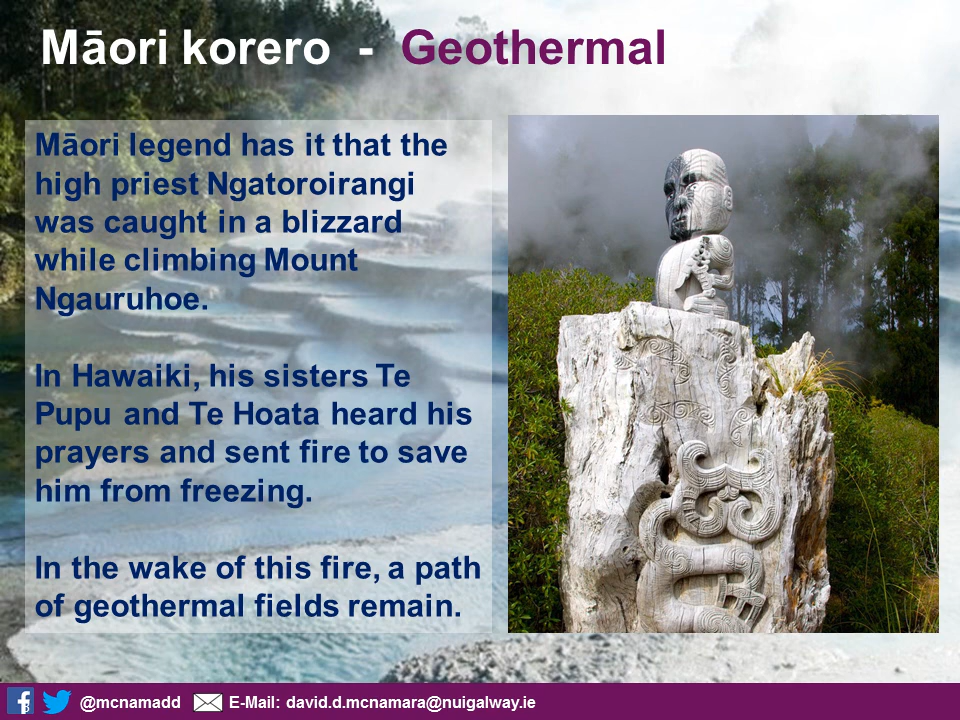 Māori korero - Geothermal
Māori legend has it that the
high priest Ngatoroirangi
was caught in a blizzard
while climbing Mount
Ngauruhoe.
In Hawaiki, his sisters Te
Pupu and Te Hoata heard his
prayers and sent fire to save
him from freezing.
In the wake of this fire, a path
of geothermal fields remain.
@mcnamadd E-Mail: david.d.mcnamara@nuigalway.ie